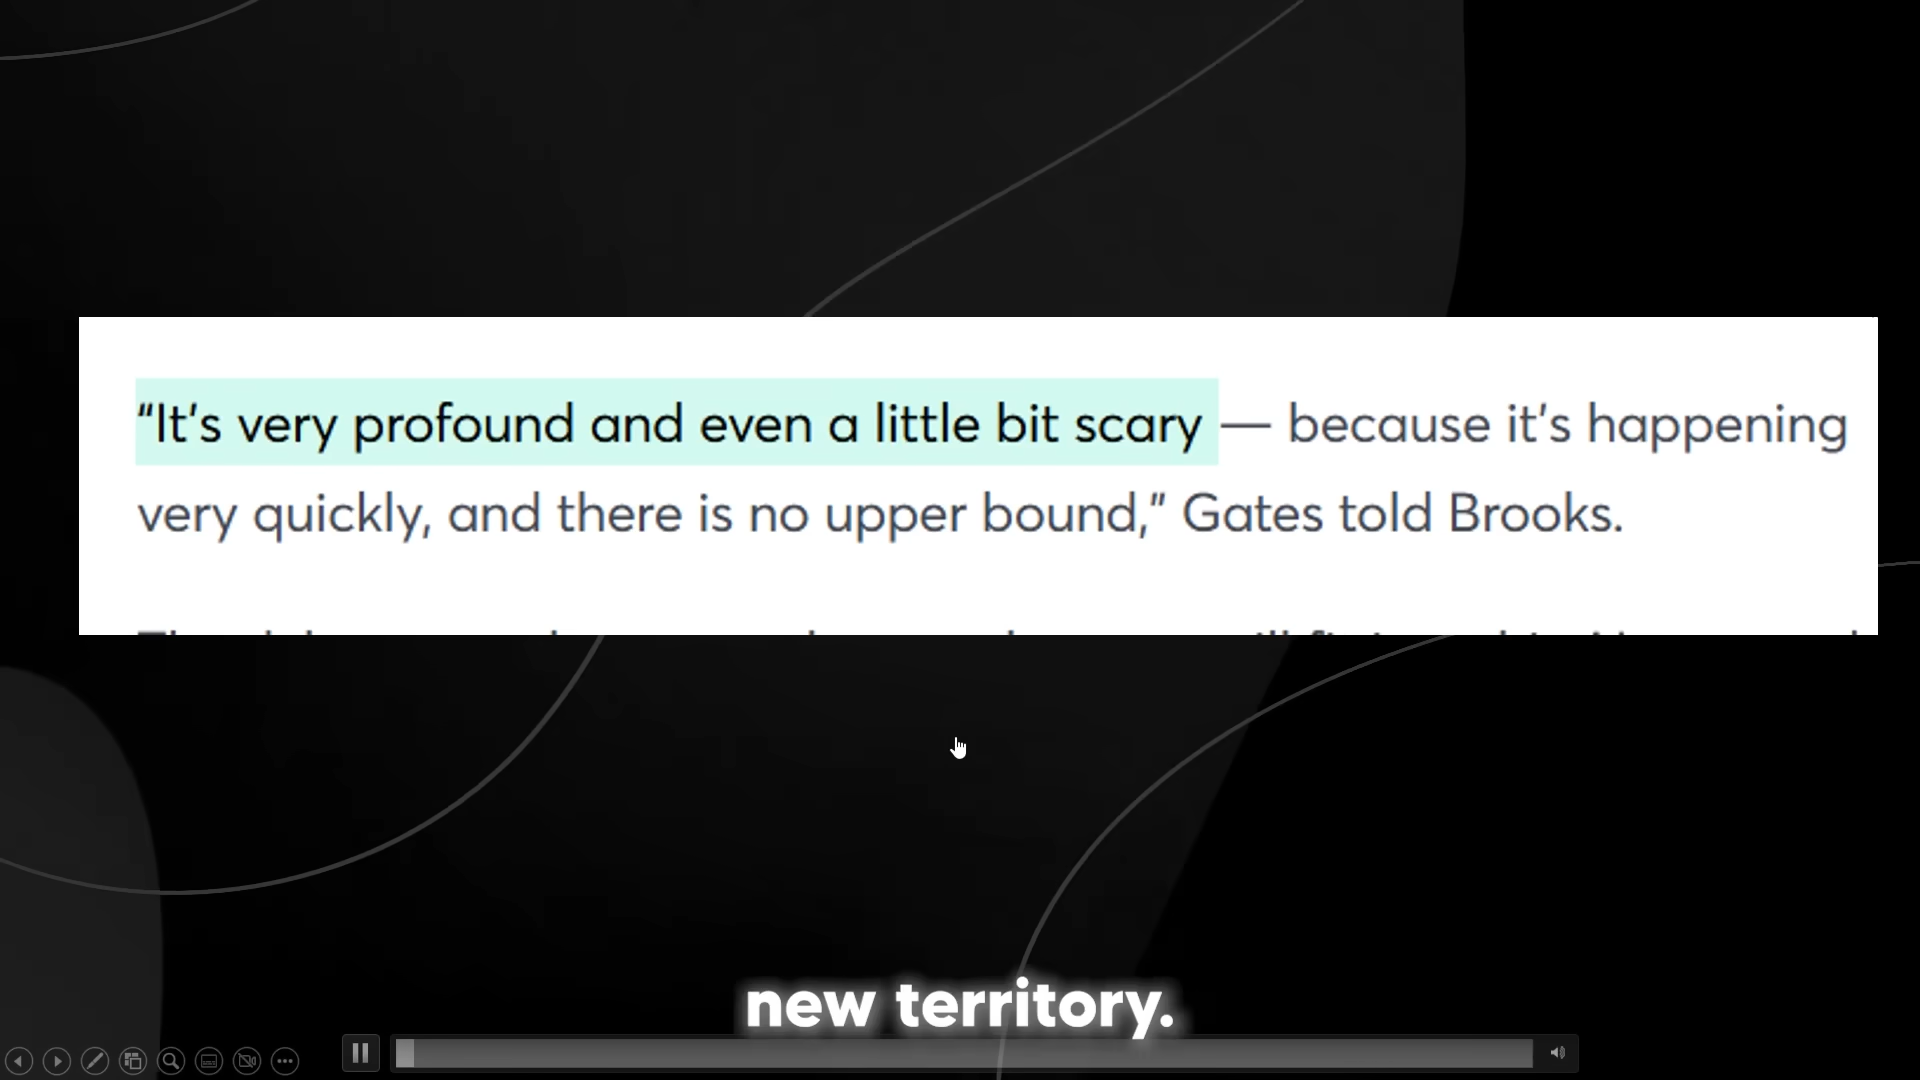 “It’s very profound and even a little bit scary — because it’s happening
very quickly, and there is no upper bound,” Gates told Brooks.
new territory.